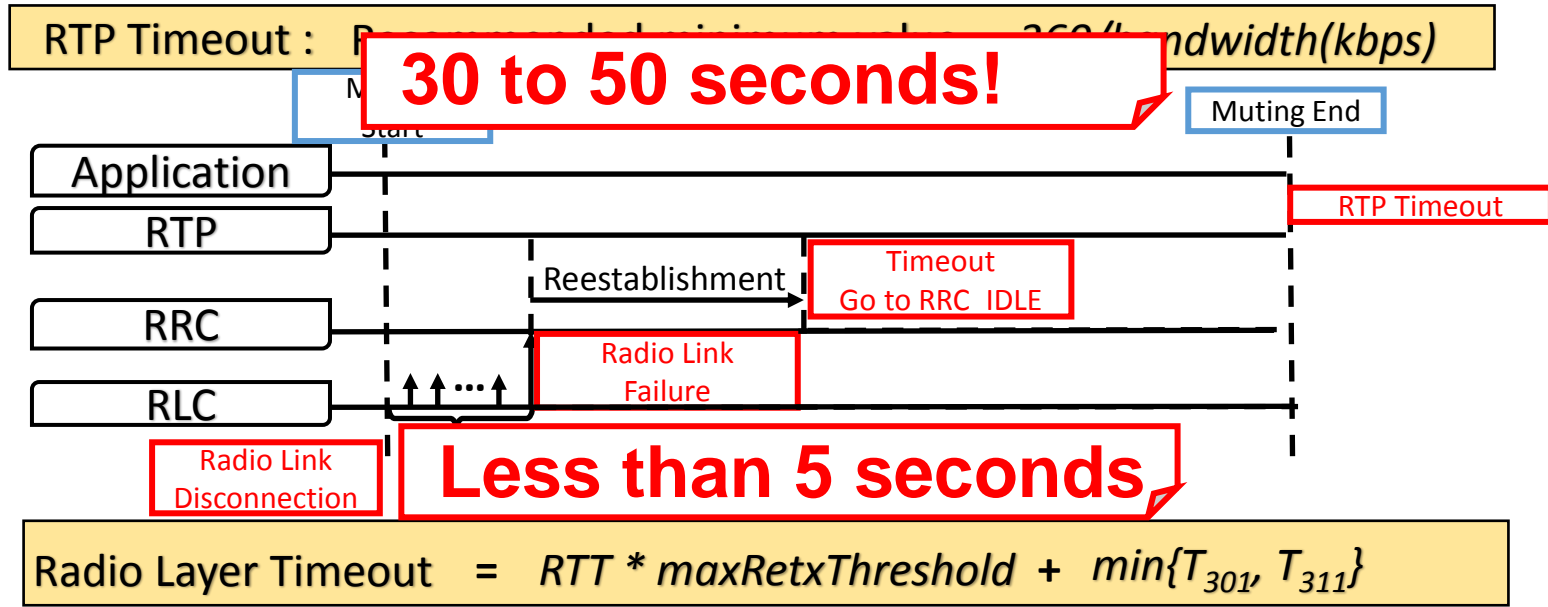 RTP Timeout : 360/bandwidth(kbps)
30 to 50 seconds!
Start
Muting End
Application
RTP Timeout
RTP
Reestablishment
Timeout
Go to RRC IDLE
RRC
Radio Link
Failure
...
RLC
Radio Link
Disconnection
Less than 5 seconds
Radio Layer Timeout = RTT * maxRetxThreshold + min{T301, T311}